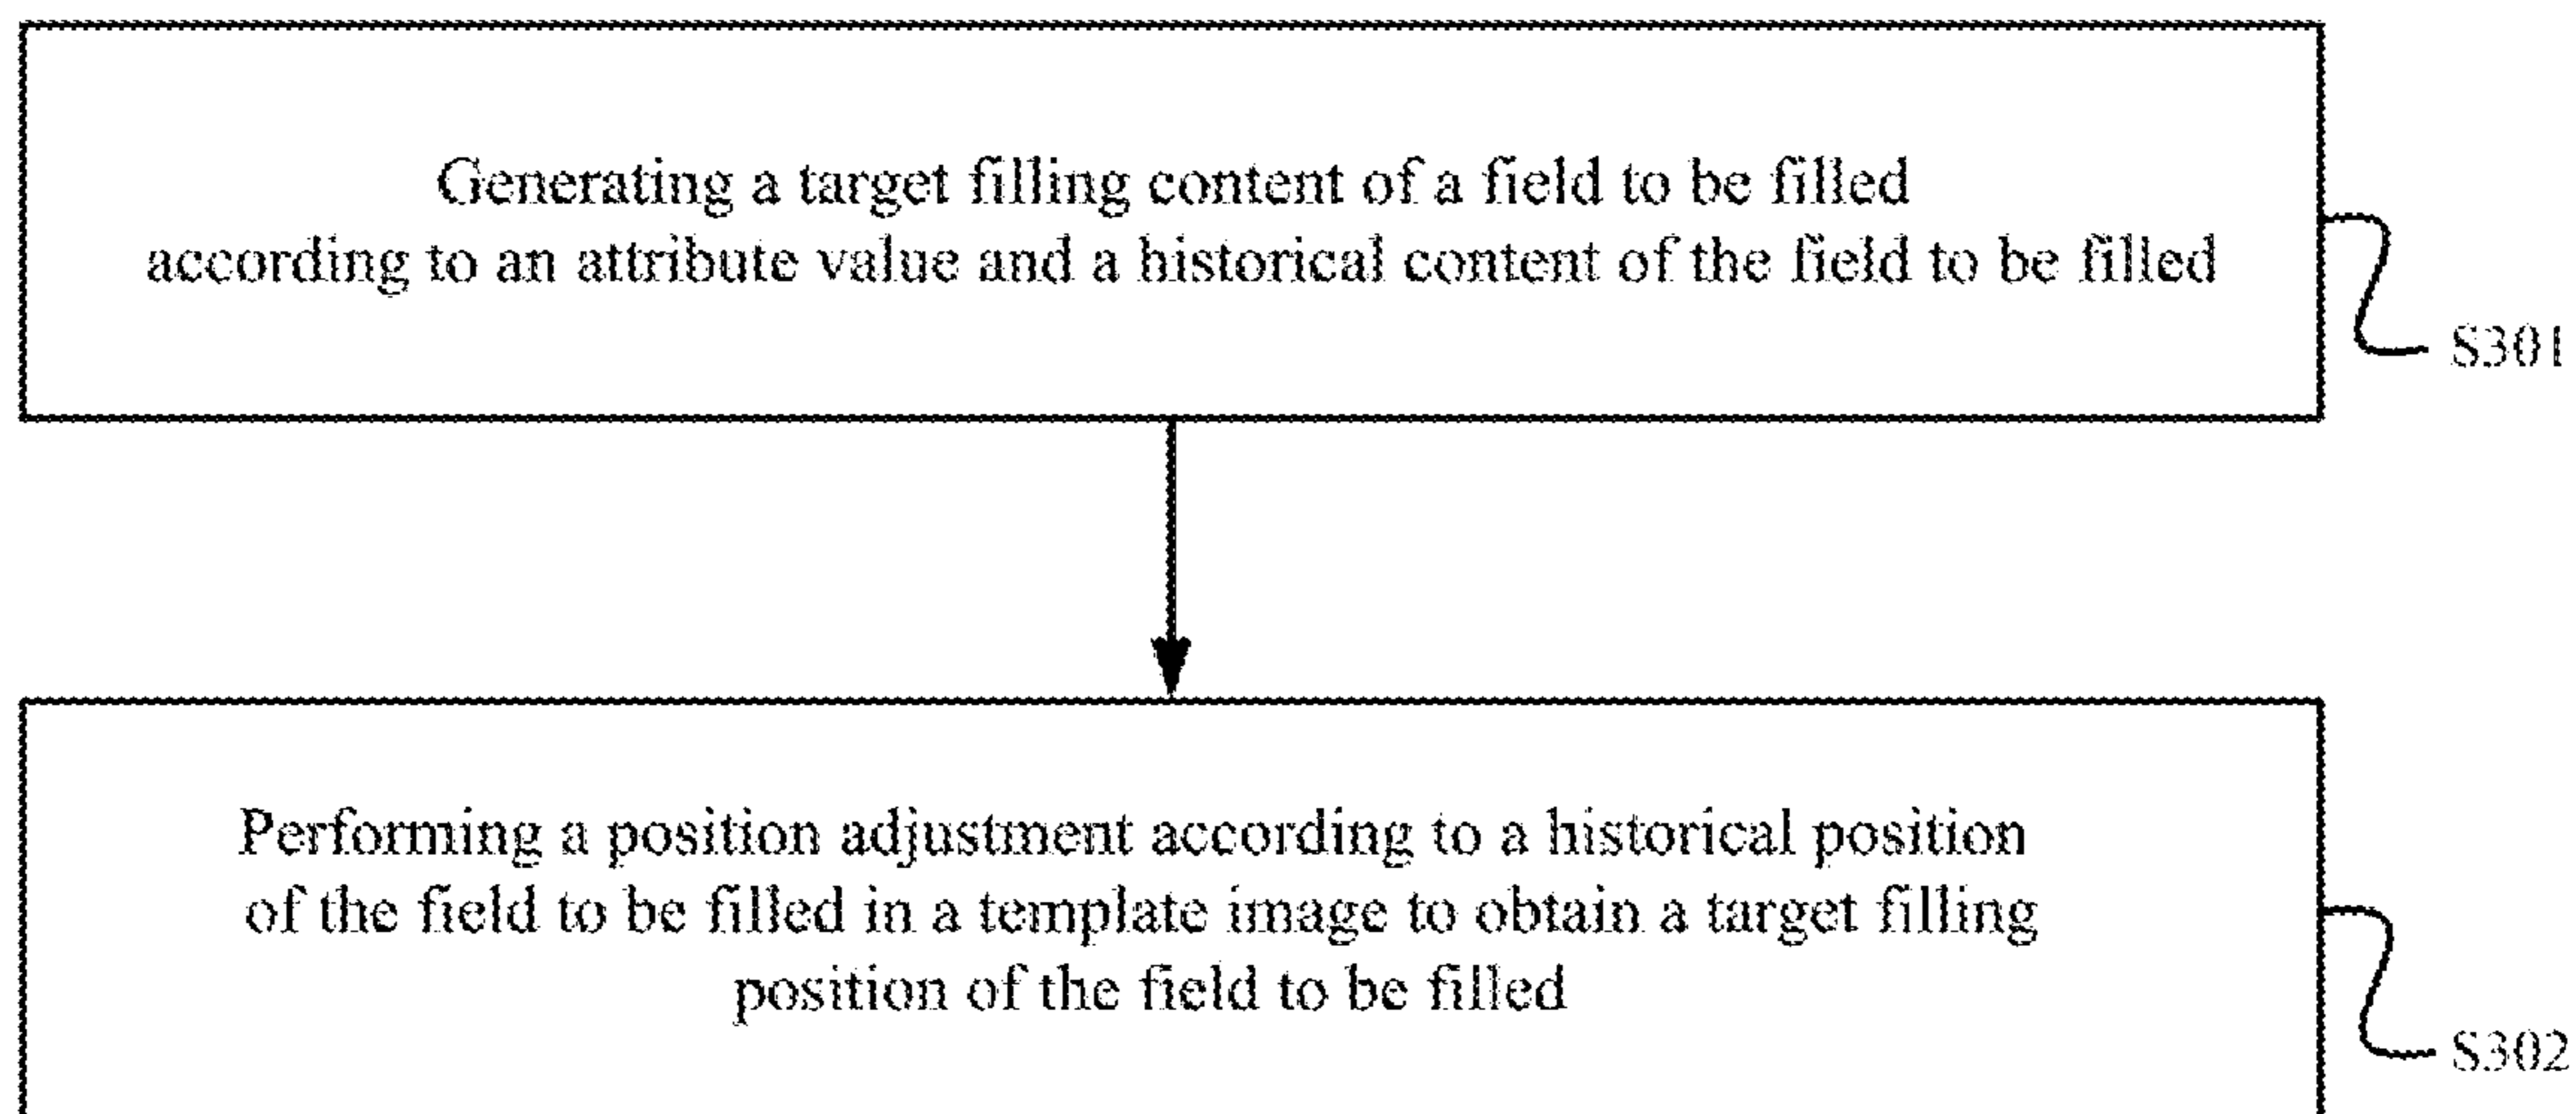 Generating a target filling content of a field to be filled
according to an attribute value and a historical content of the field to be filled
S301
Performing a position adjustment according to a historical position
of the field to be filled in a template image to obtain a target filling
position of the field to be filled
S302